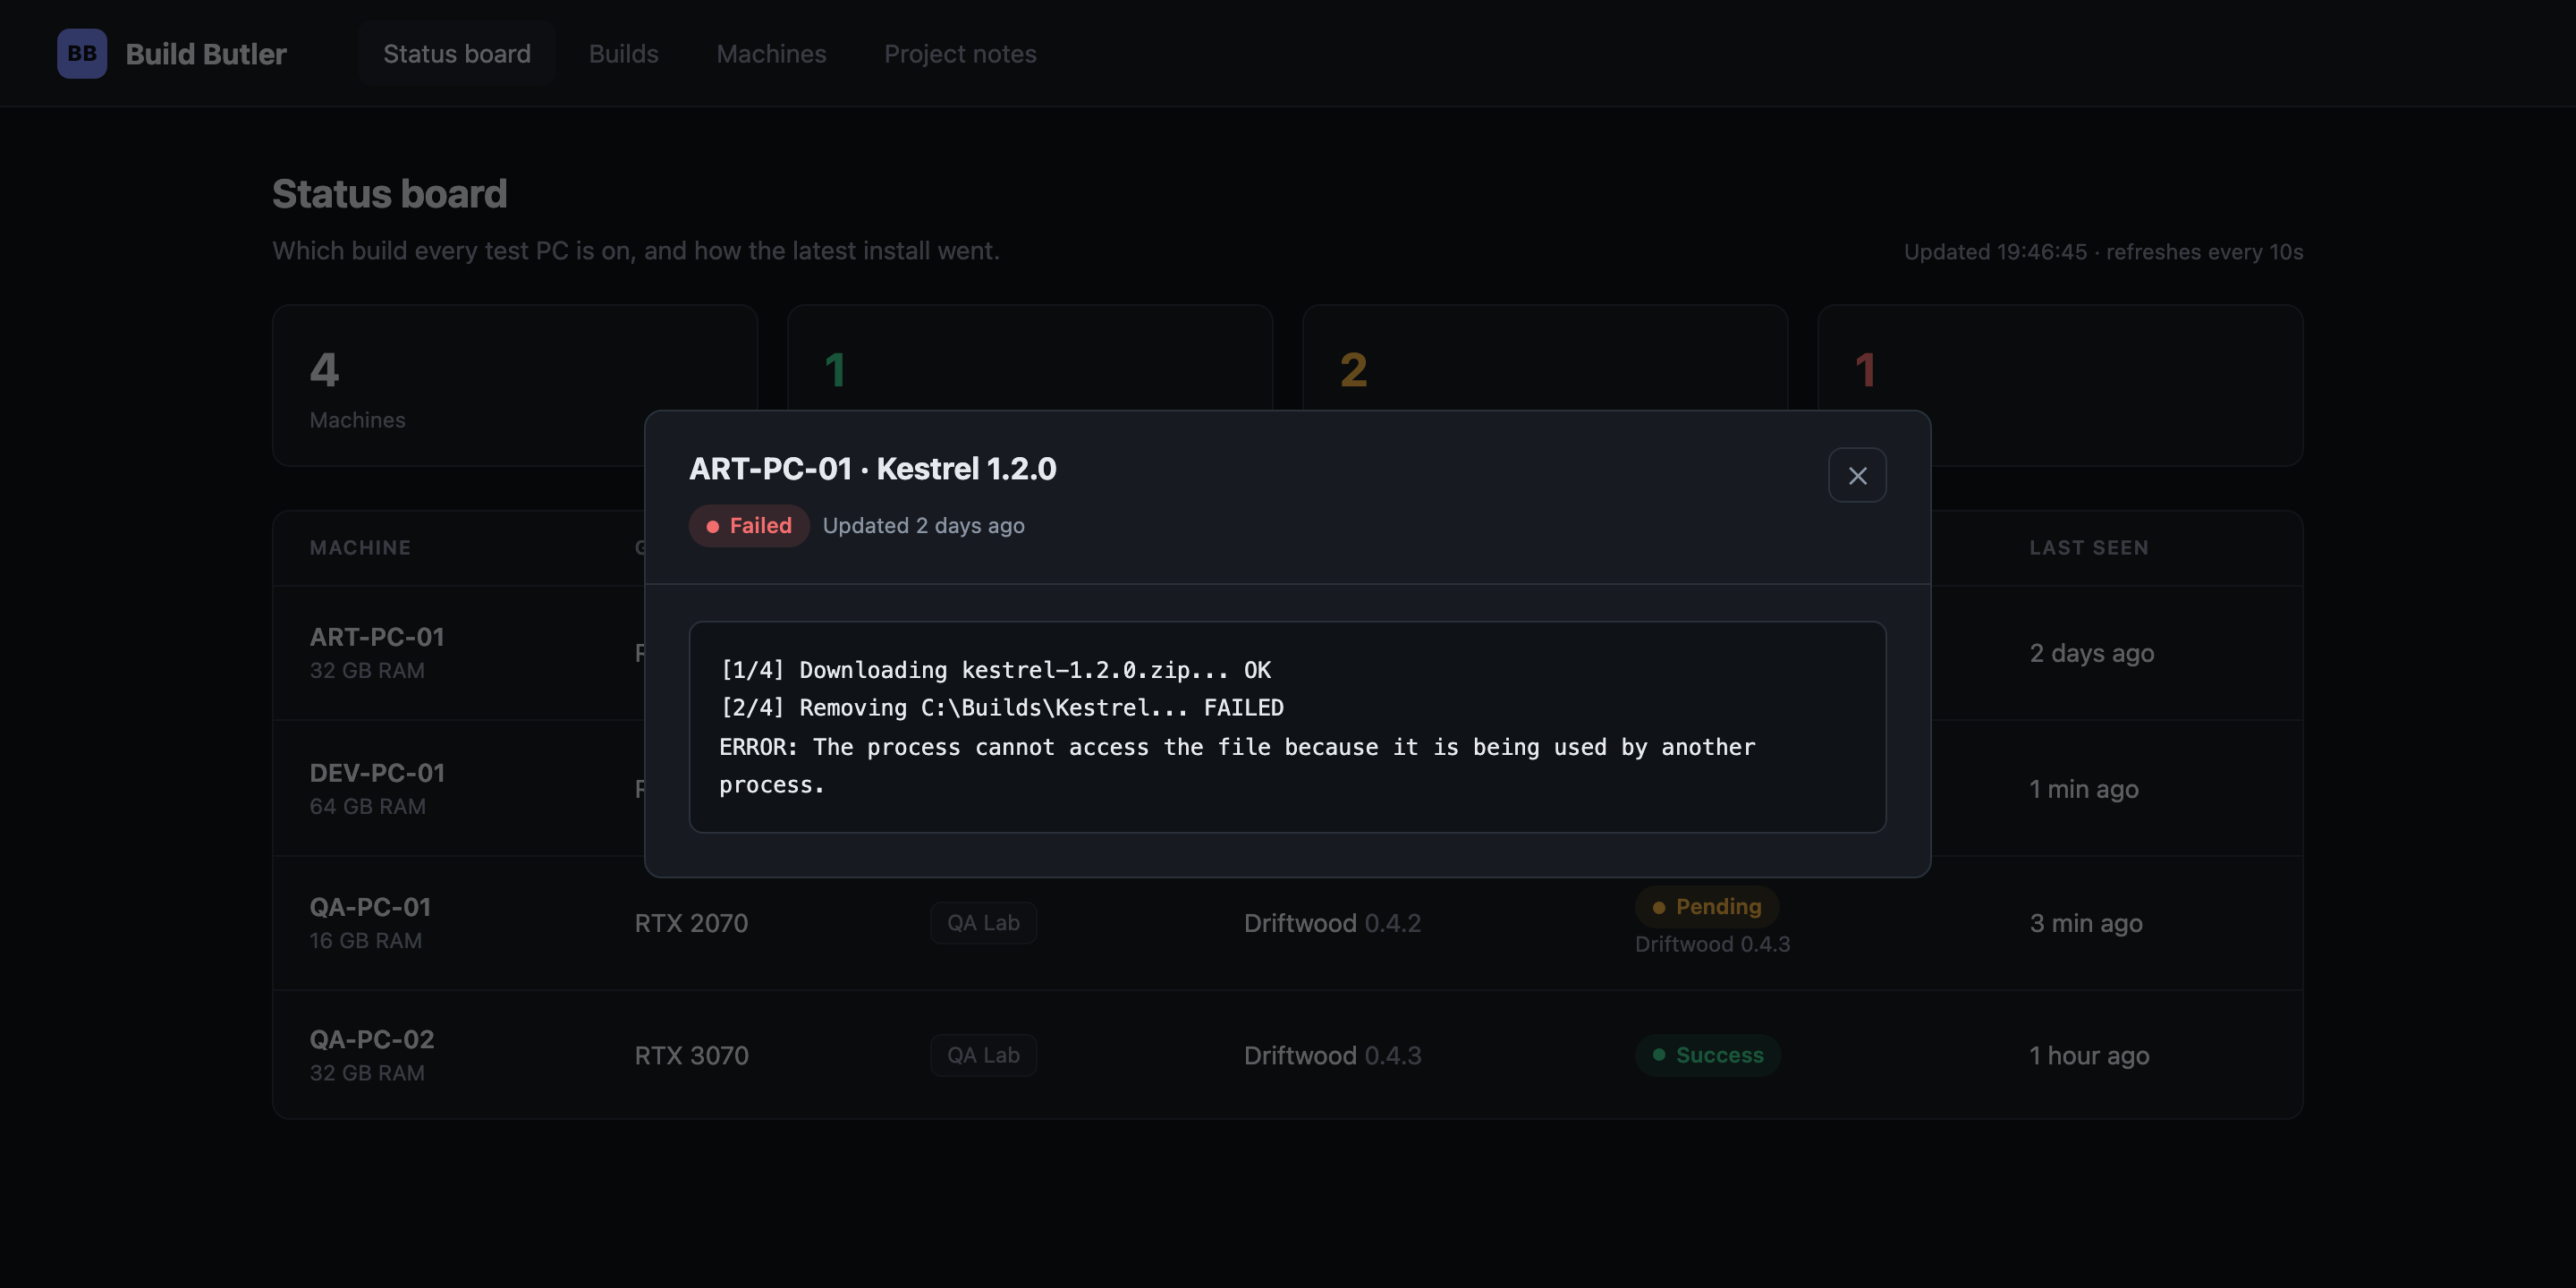 BB Build Butler Status board Builds Machines Project notes
Status board
Which build every test PC is on, and how the latest install went.
Updated 19:46:45 · refreshes every 10s
4
Machines
1
2
1
ART-PC-01 · Kestrel 1.2.0
Failed Updated 2 days ago
[1/4] Downloading kestrel-1.2.0.zip... OK
[2/4] Removing C:\Builds\Kestrel... FAILED
ERROR: The process cannot access the file because it is being used by another
process.
MACHINE LAST SEEN
ART-PC-01
32 GB RAM
2 days ago
DEV-PC-01
64 GB RAM
1 min ago
QA-PC-01
16 GB RAM
RTX 2070 QA Lab Driftwood 0.4.2 Pending
Driftwood 0.4.3
3 min ago
QA-PC-02
32 GB RAM
RTX 3070 QA Lab Driftwood 0.4.3 Success 1 hour ago